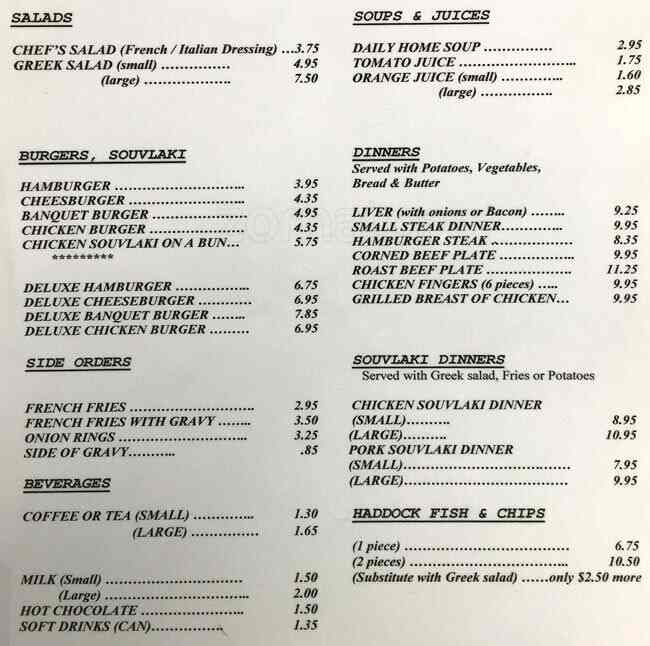 SALADS
CHEF'S SALAD (French / Italian Dressing) ...3.75
GREEK SALAD (small) ................ 4.95
(large) ................... 7.50
BURGERS, SOUVLAKI
HAMBURGER ............................ 3.95
CHEESBURGER ......................... 4.35
BANQUET BURGER ..................... 4.95
CHICKEN BURGER ..................... 4.35
CHICKEN SOUVLAKI ON A BUN... 5.75
*********
DELUXE HAMBURGER ................ 6.75
DELUXE CHEESEBURGER ............ 6.95
DELUXE BANQUET BURGER ....... 7.85
DELUXE CHICKEN BURGER ......... 6.95
SIDE ORDERS
FRENCH FRIES ........................... 2.95
FRENCH FRIES WITH GRAVY ....... 3.50
ONION RINGS ............................ 3.25
SIDE OF GRAVY.......... .85
BEVERAGES
COFFEE OR TEA (SMALL) ............. 1.30
(LARGE) ............... 1.65
MILK (Small) .............................. 1.50
(Large) ............................... 2.00
HOT CHOCOLATE ........................ 1.50
SOFT DRINKS (CAN)................ 1.35
SOUPS & JUICES
DAILY HOME SOUP ............... 2.95
TOMATO JUICE ......................... 1.75
ORANGE JUICE (small) ............. 1.60
(large) ................ 2.85
DINNERS
Served with Potatoes, Vegetables,
Bread & Butter
LIVER (with onions or Bacon) ........ 9.25
SMALL STEAK DINNER.............. 9.95
HAMBURGER STEAK .................. 8.35
CORNED BEEF PLATE ................ 9.95
ROAST BEEF PLATE ................... 11.25
CHICKEN FINGERS (6 pieces) ..... 9.95
GRILLED BREAST OF CHICKEN... 9.95
SOUVLAKI DINNERS
Served with Greek salad, Fries or Potatoes
CHICKEN SOUVLAKI DINNER
(SMALL).......... 8.95
(LARGE).......... 10.95
PORK SOUVLAKI DINNER
(SMALL).................................... 7.95
(LARGE).................................... 9.95
HADDOCK FISH & CHIPS
(1 piece) .................................... 6.75
(2 pieces) ................................... 10.50
(Substitute with Greek salad) ......only $2.50 more